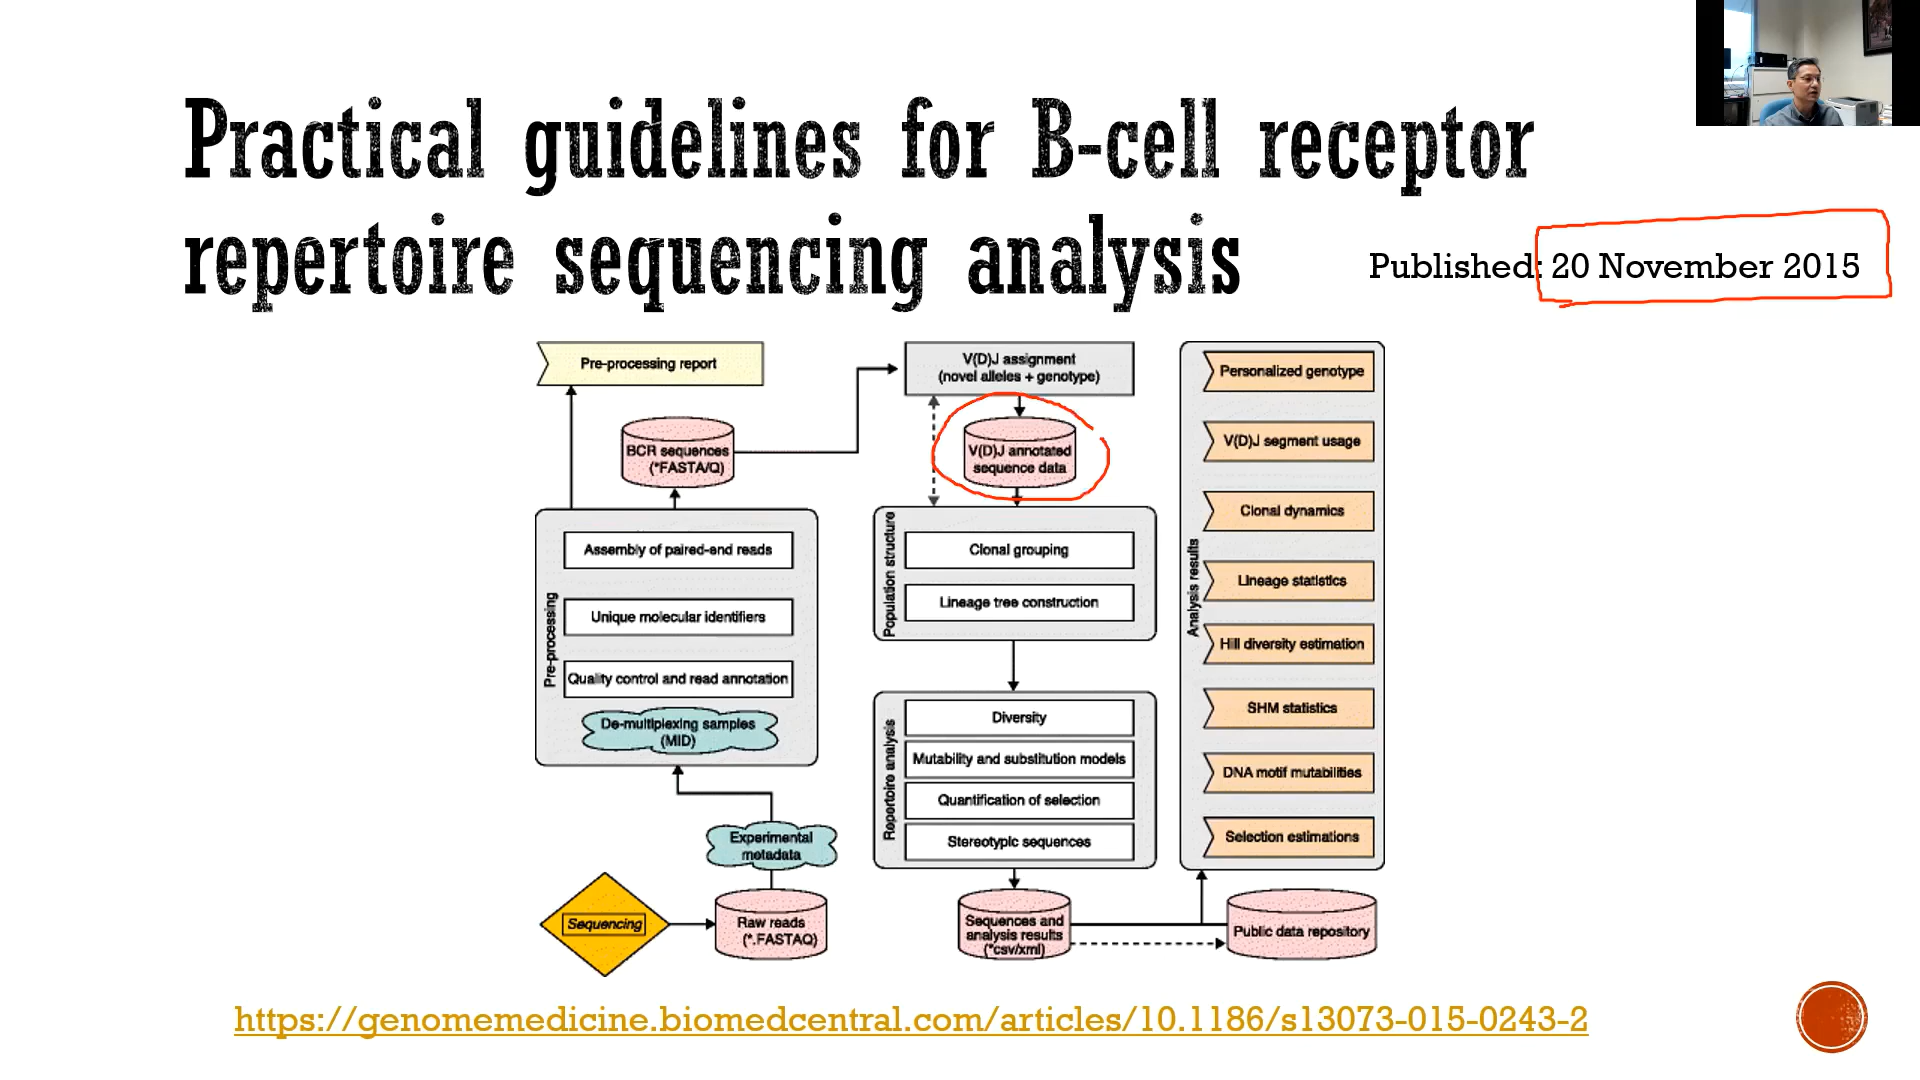 Practical guidelines for B-cell receptor
repertoire sequencing analysis
Published: 20 November 2015
Pre-processing report
BCR sequences
(*FASTA/Q)
Pre-processing
Assembly of paired-end reads
Unique molecular identifiers
Quality control and read annotation
De-multiplexing samples
(MID)
Experimental
metadata
Sequencing
Raw reads
(*.FASTAQ)
V(D)J assignment
(novel alleles + genotype)
V(D)J annotated
sequence data
Population structure
Clonal grouping
Lineage tree construction
Repertoire analysis
Diversity
Mutability and substitution models
Quantification of selection
Stereotypic sequences
Sequences and
analysis results
(*csv/xml)
Analysis results
Personalized genotype
V(D)J segment usage
Clonal dynamics
Lineage statistics
Hill diversity estimation
SHM statistics
DNA motif mutabilities
Selection estimations
Public data repository
https://genomemedicine.biomedcentral.com/articles/10.1186/s13073-015-0243-2